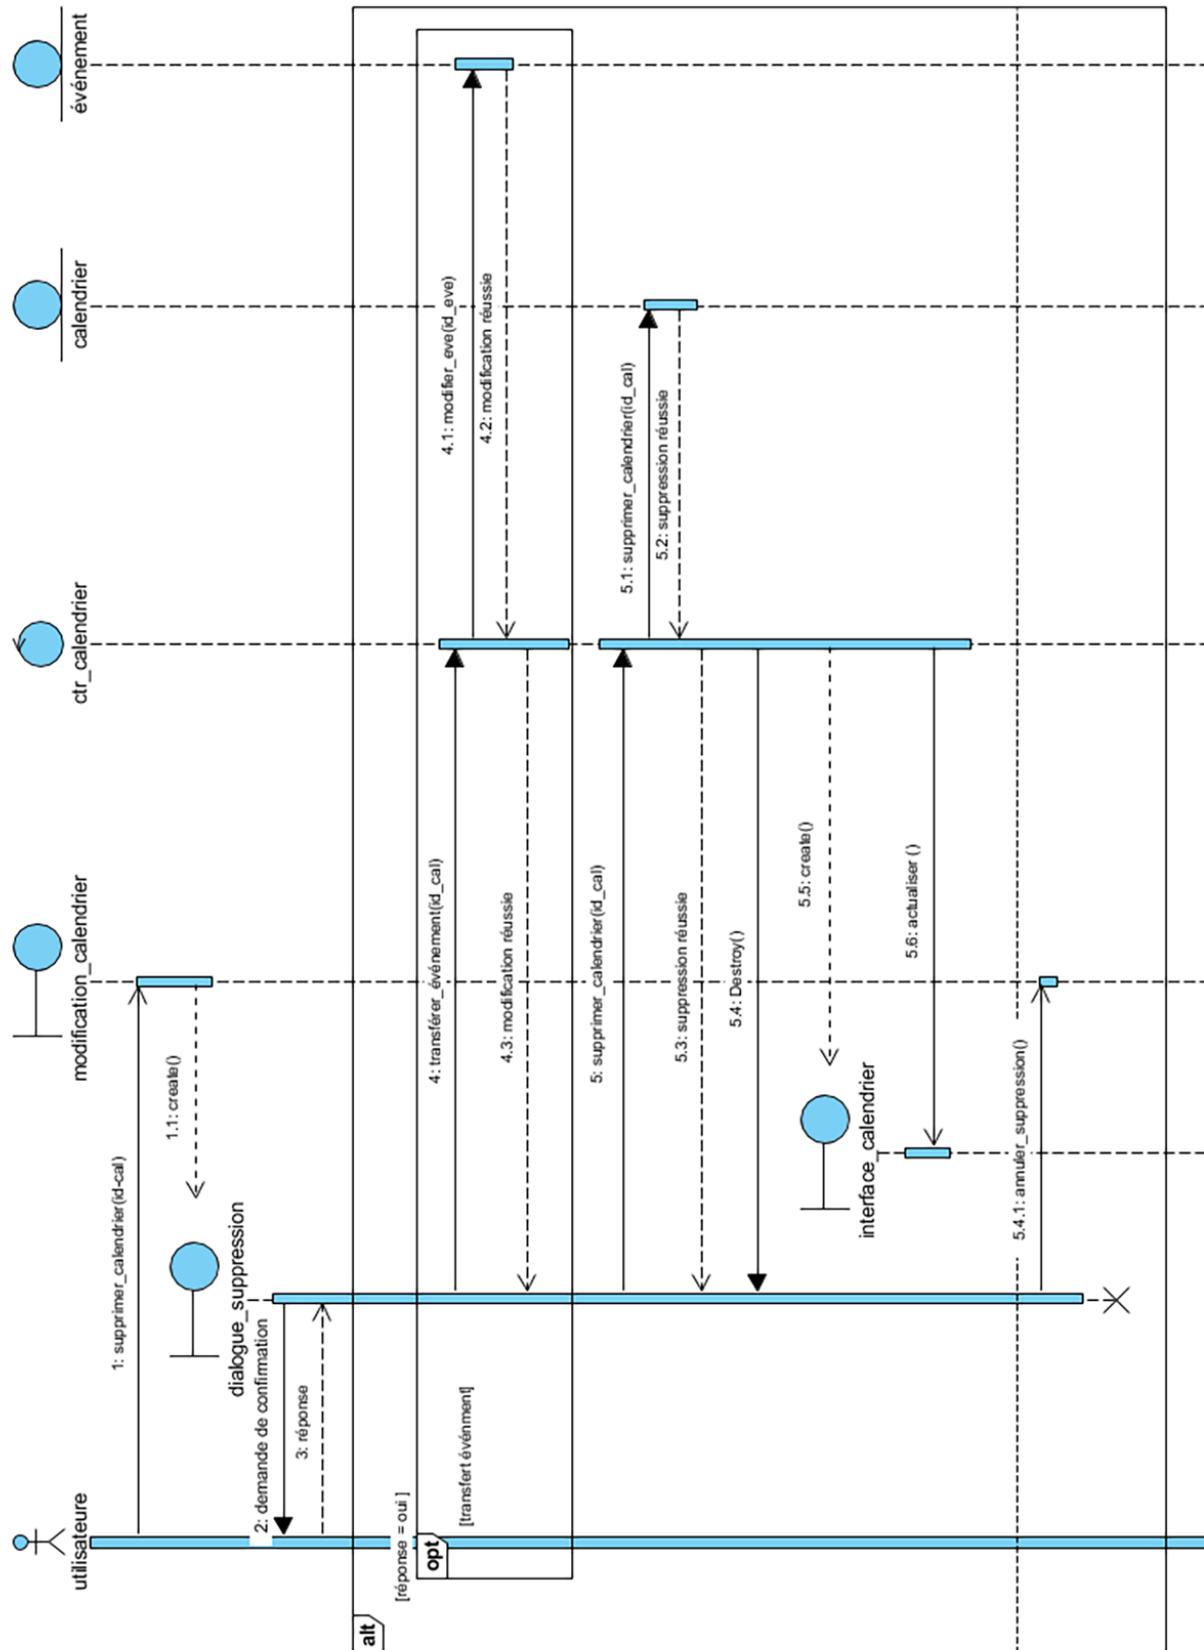 utilisateure
modification_calendrier
ctr_calendrier
calendrier
événement
1: supprimer_calendrier(id-cal)
1.1: create()
dialogue_suppression
2: demande de confirmation
3: réponse
alt
[réponse = oui ]
opt
[transfert événment]
4: transférer_événement(id_cal)
4.1: modifier_eve(id_eve)
4.2: modification réussie
4.3: modification réussie
5: supprimer_calendrier(id_cal)
5.1: supprimer_calendrier(id_cal)
5.2: suppression réussie
5.3: suppression réussie
5.4: Destroy()
5.5: create()
interface_calendrier
5.6: actualiser ()
5.4.1: annuler_suppression()